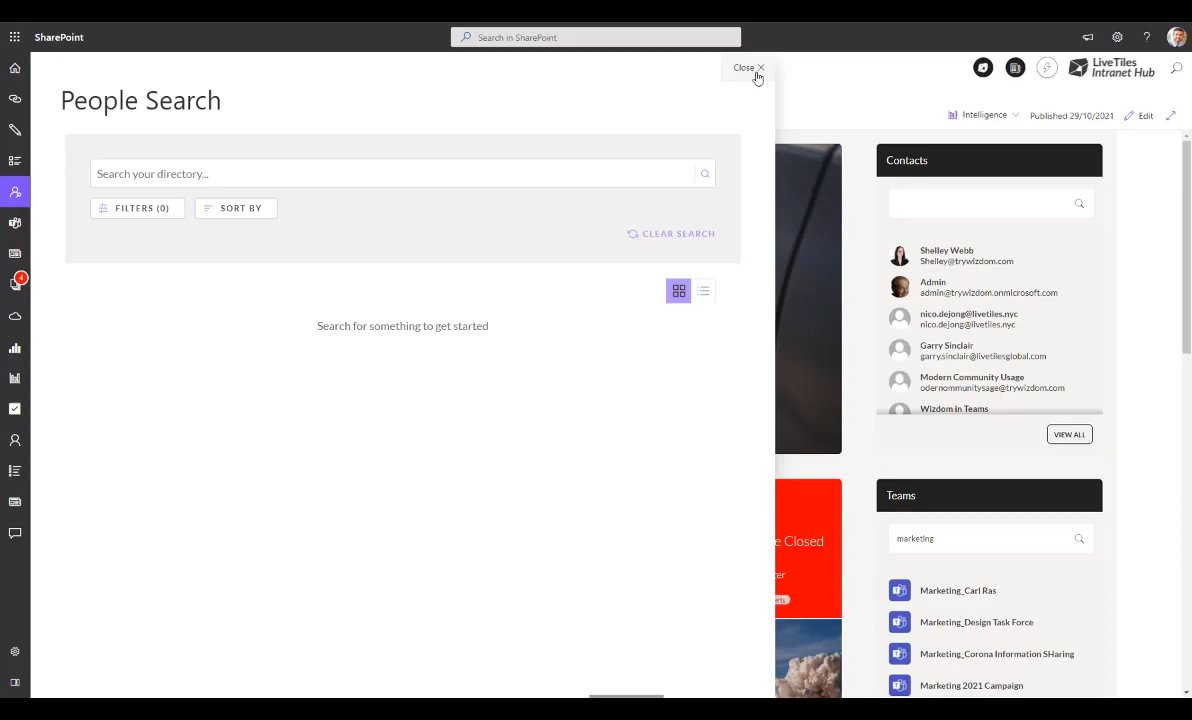 SharePoint
Search in SharePoint
?
Close
People Search
Search your directory...
FILTERS (0)
SORT BY
CLEAR SEARCH
Search for something to get started
4
LiveTiles
Intranet Hub
Intelligence
Published 29/10/2021
Edit
Contacts
Shelley Webb
Shelley@trywizdom.com
Admin
admin@trywizdom.onmicrosoft.com
nico.dejong@livetiles.nyc
nico.dejong@livetiles.nyc
Garry Sinclair
garry.sinclair@livetilesglobal.com
Modern Community Usage
odernommunitysage@trywizdom.com
Wizdom in Teams
VIEW ALL
e Closed
ter
erts
Teams
marketing
Marketing_Carl Ras
Marketing_Design Task Force
Marketing_Corona Information SHaring
Marketing 2021 Campaign